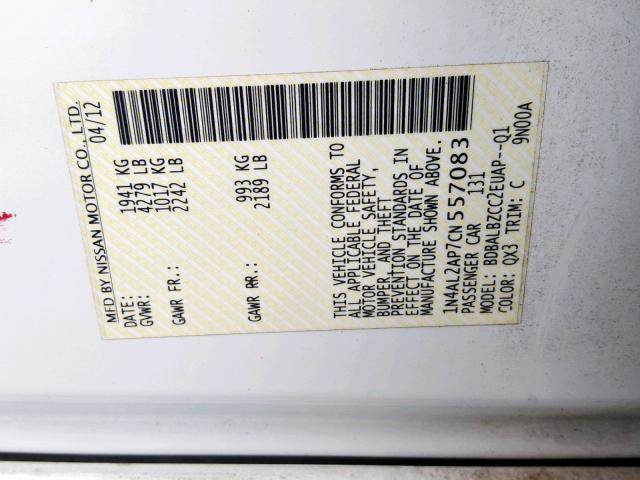 MFD BY NISSAN MOTOR CO., LTD.
DATE: 04/12
GVWR: 1941 KG
4279 LB
GAWR FR.: 1017 KG
2242 LB
GAWR RR.: 993 KG
2189 LB
THIS VEHICLE CONFORMS TO
ALL APPLICABLE FEDERAL
MOTOR VEHICLE SAFETY,
BUMPER, AND THEFT
PREVENTION STANDARDS IN
EFFECT ON THE DATE OF
MANUFACTURE SHOWN ABOVE.
1N4AL2AP7CN557083
PASSENGER CAR 131
MODEL: BDBALBZCCC2EUAP--Q1
COLOR: QX3 TRIM: C 9N00A